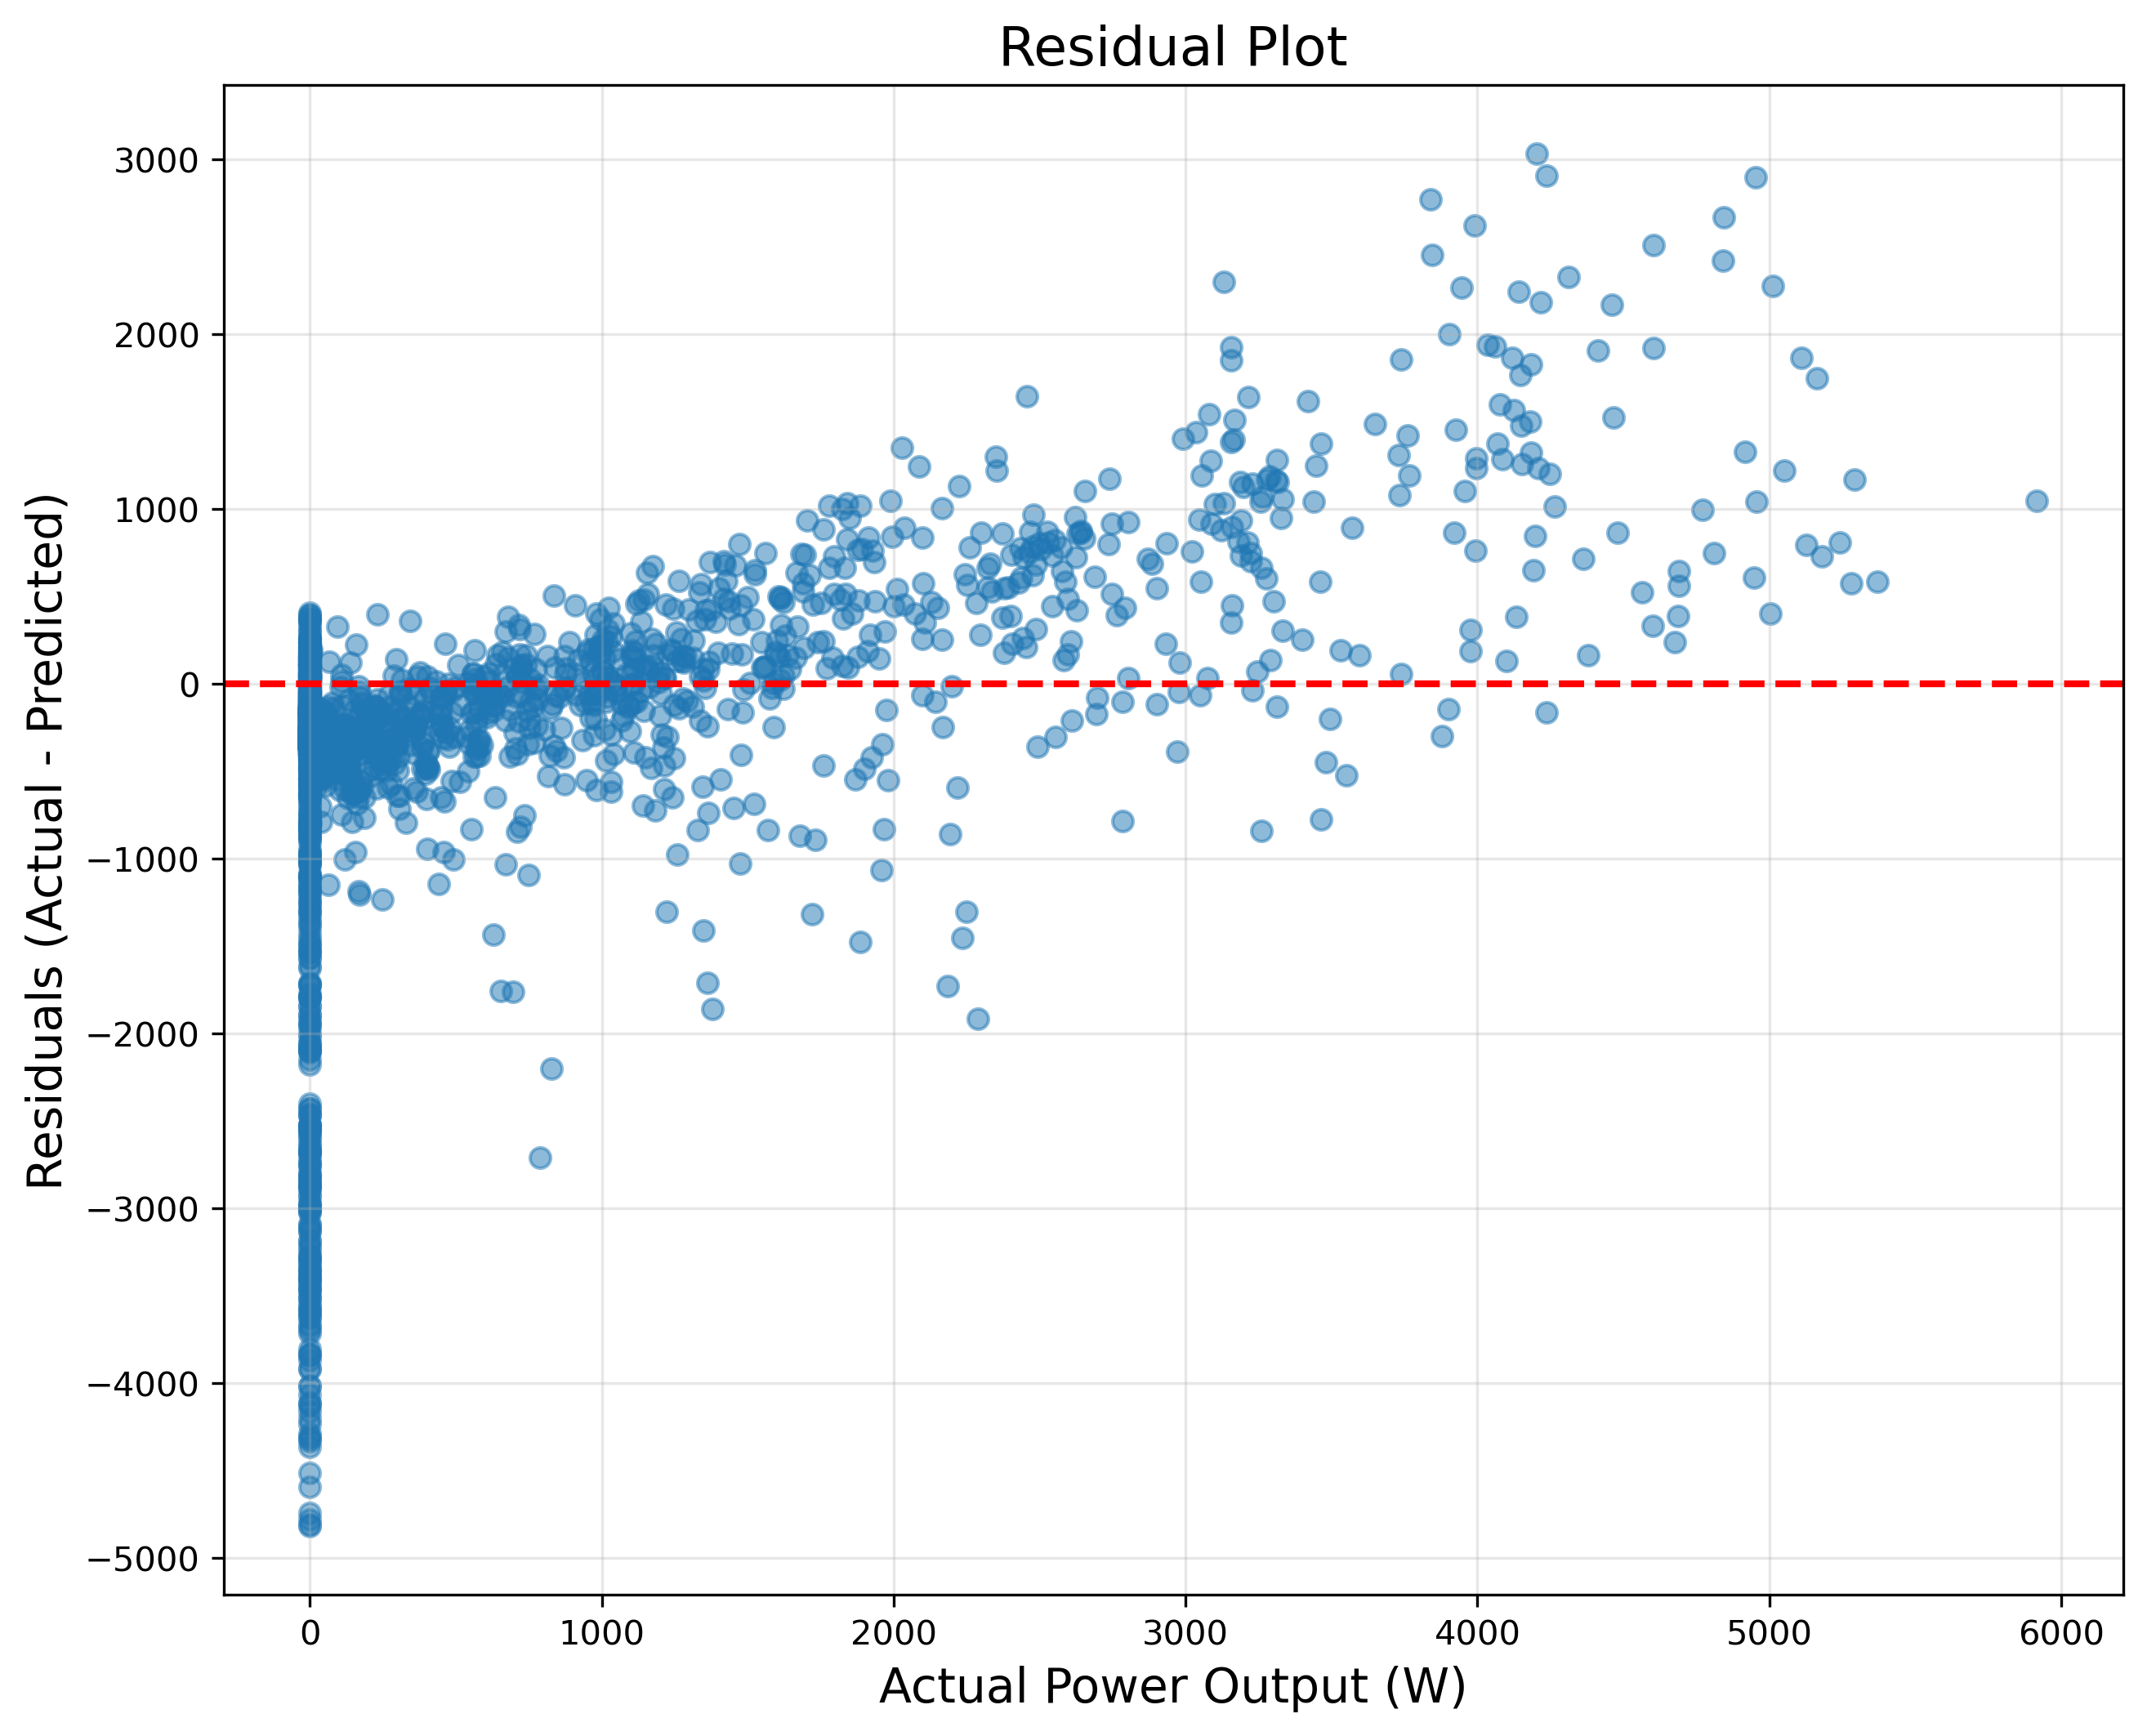 Residual Plot
Residuals (Actual - Predicted)
3000
2000
1000
0
−1000
−2000
−3000
−4000
−5000
0 1000 2000 3000 4000 5000 6000
Actual Power Output (W)